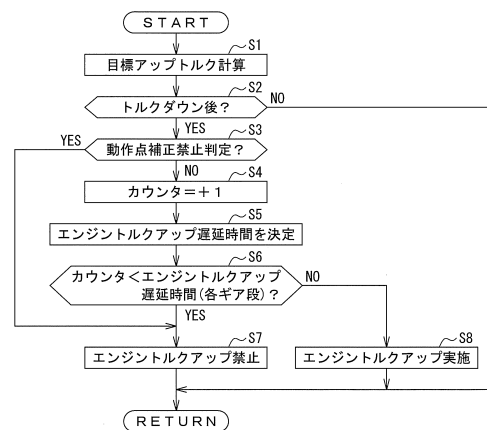 START
S1
目標アップトルク計算
S2
トルクダウン後？
NO
YES
S3
YES
動作点補正禁止判定？
NO
S4
カウンタ＝＋１
S5
エンジントルクアップ遅延時間を決定
S6
カウンタ＜エンジントルクアップ
遅延時間(各ギア段)？
NO
YES
S7
エンジントルクアップ禁止
S8
エンジントルクアップ実施
RETURN